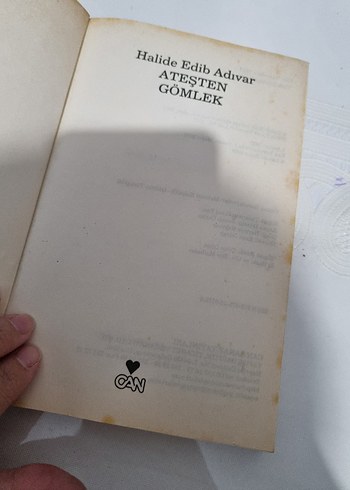 Halide Edib Adıvar
ATEŞTEN
GÖMLEK
CAN